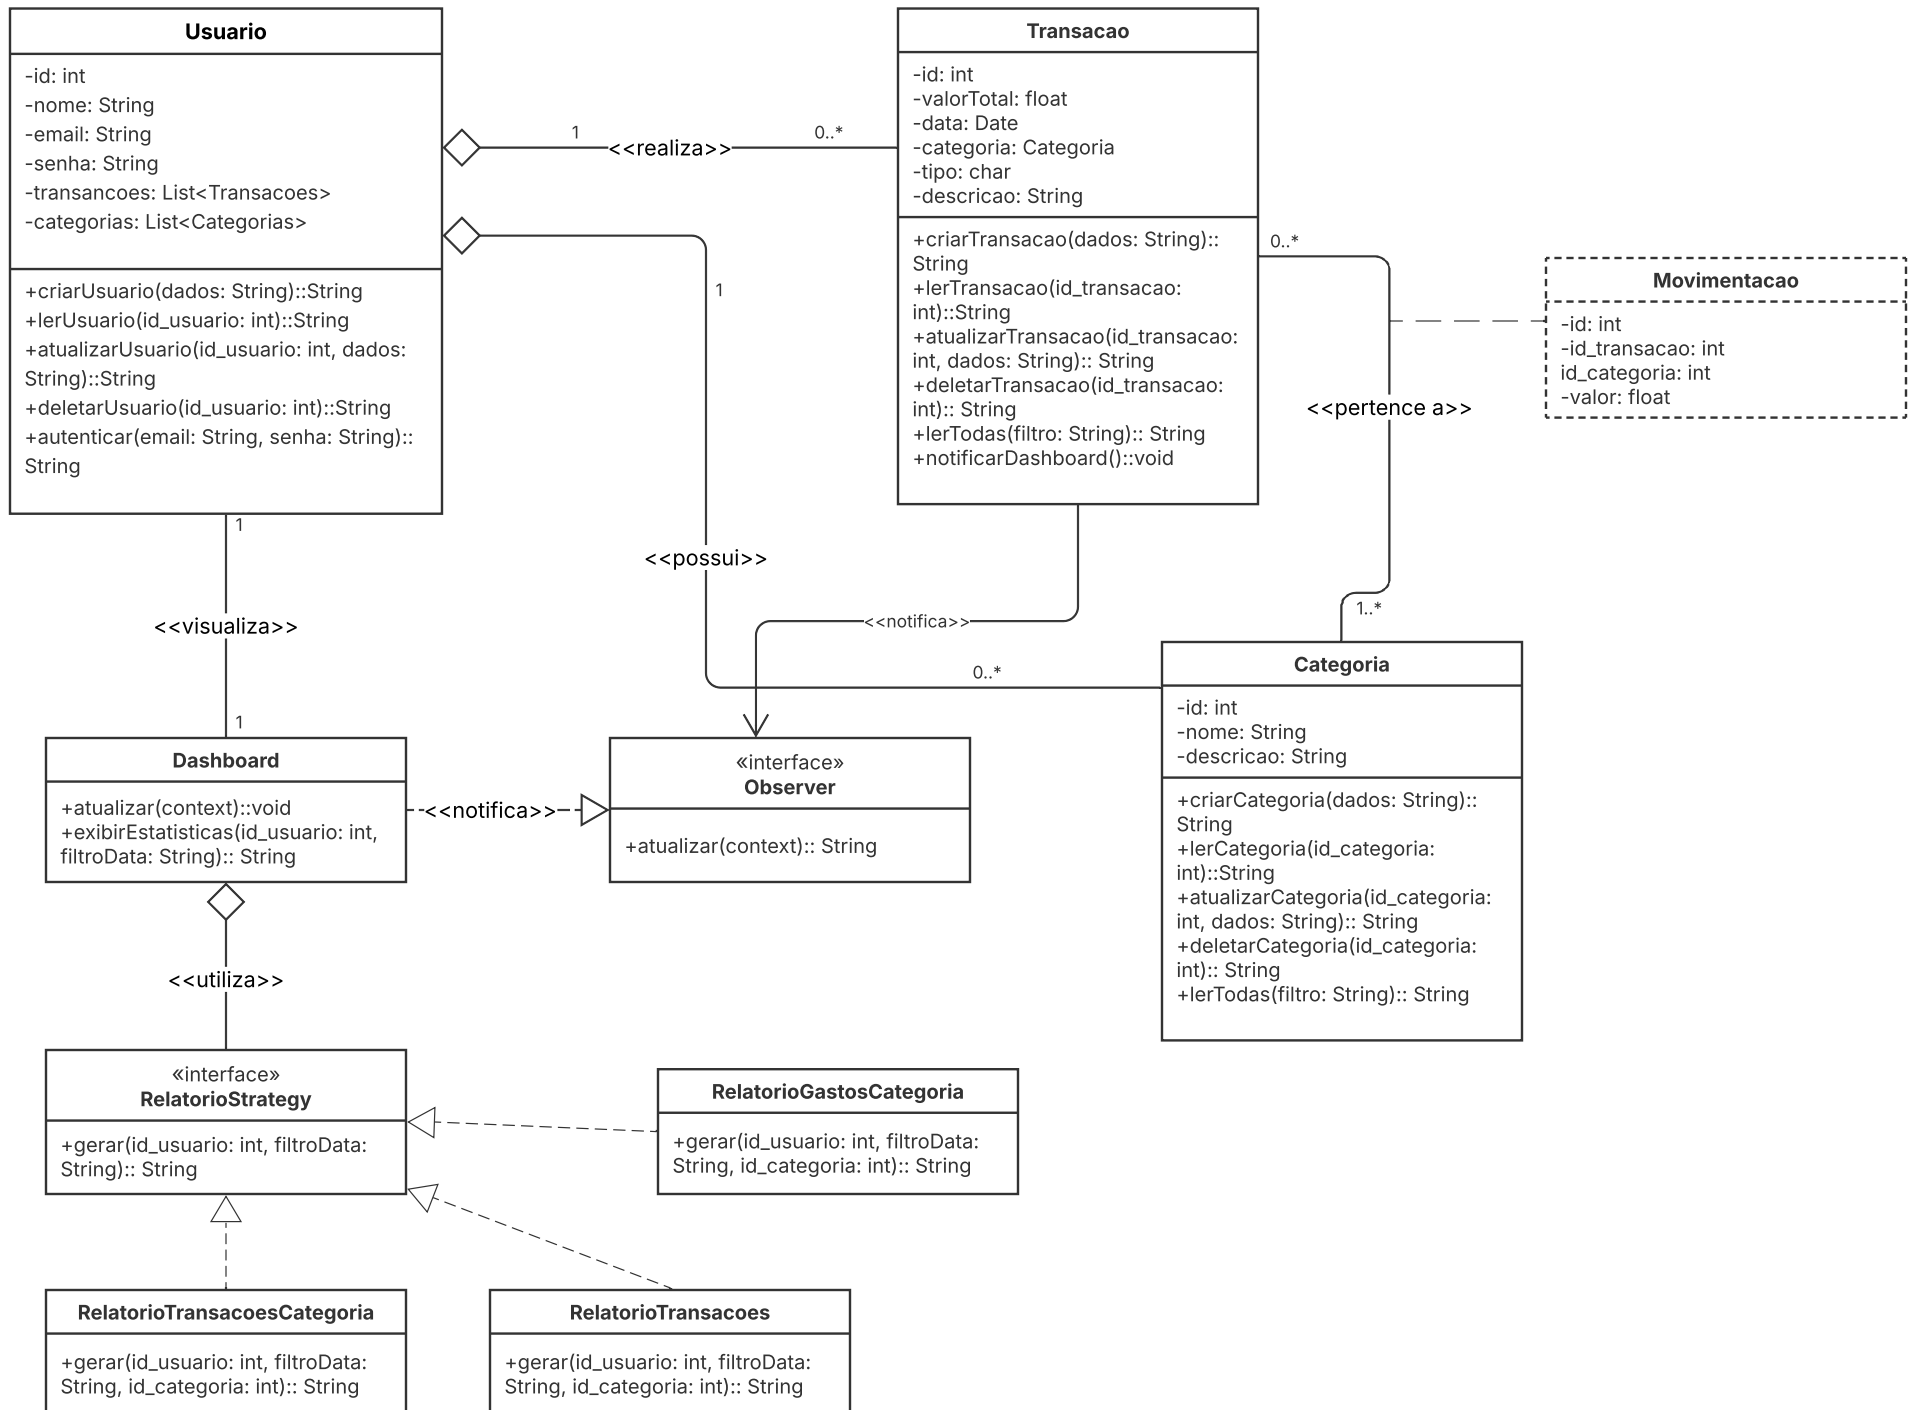 Usuario
-id: int
-nome: String
-email: String
-senha: String
-transancoes: List<Transacoes>
-categorias: List<Categorias>
+criarUsuario(dados: String)::String
+lerUsuario(id_usuario: int)::String
+atualizarUsuario(id_usuario: int, dados:
String)::String
+deletarUsuario(id_usuario: int)::String
+autenticar(email: String, senha: String)::
String
1
<<realiza>>
0..*
Transacao
-id: int
-valorTotal: float
-data: Date
-categoria: Categoria
-tipo: char
-descricao: String
+criarTransacao(dados: String)::
String
+lerTransacao(id_transacao:
int)::String
+atualizarTransacao(id_transacao:
int, dados: String):: String
+deletarTransacao(id_transacao:
int):: String
+lerTodas(filtro: String):: String
+notificarDashboard()::void
0..*
<<pertence a>>
1..*
Movimentacao
-id: int
-id_transacao: int
id_categoria: int
-valor: float
1
<<possui>>
0..*
<<notifica>>
1
<<visualiza>>
1
Dashboard
+atualizar(context)::void
+exibirEstatisticas(id_usuario: int,
filtroData: String):: String
<<notifica>>
«interface»
Observer
+atualizar(context):: String
Categoria
-id: int
-nome: String
-descricao: String
+criarCategoria(dados: String)::
String
+lerCategoria(id_categoria:
int)::String
+atualizarCategoria(id_categoria:
int, dados: String):: String
+deletarCategoria(id_categoria:
int):: String
+lerTodas(filtro: String):: String
<<utiliza>>
«interface»
RelatorioStrategy
+gerar(id_usuario: int, filtroData:
String):: String
RelatorioGastosCategoria
+gerar(id_usuario: int, filtroData:
String, id_categoria: int):: String
RelatorioTransacoesCategoria
+gerar(id_usuario: int, filtroData:
String, id_categoria: int):: String
RelatorioTransacoes
+gerar(id_usuario: int, filtroData:
String, id_categoria: int):: String